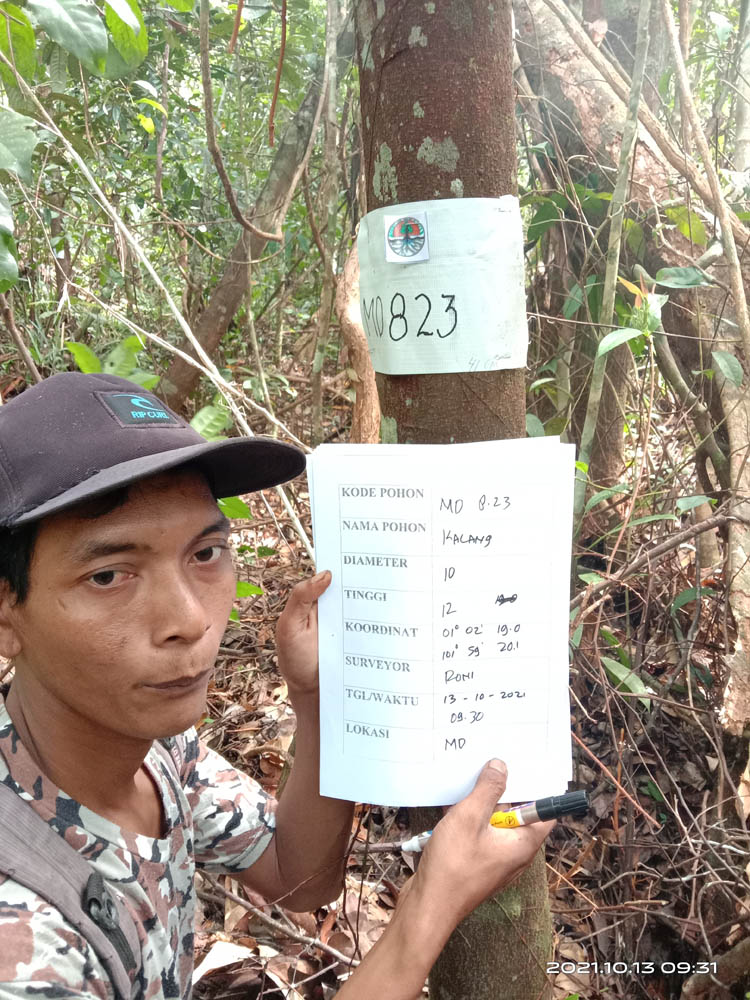 RIP CURL
MD 823
KODE POHON MD 8.23
NAMA POHON KALANG
DIAMETER 10
TINGGI 12
KOORDINAT 01° 02' 19.0
101° 59' 20.1
SURVEYOR RONI
TGL/WAKTU 13 - 10 - 2021
09.30
LOKASI MD
2021.10.13 09:31